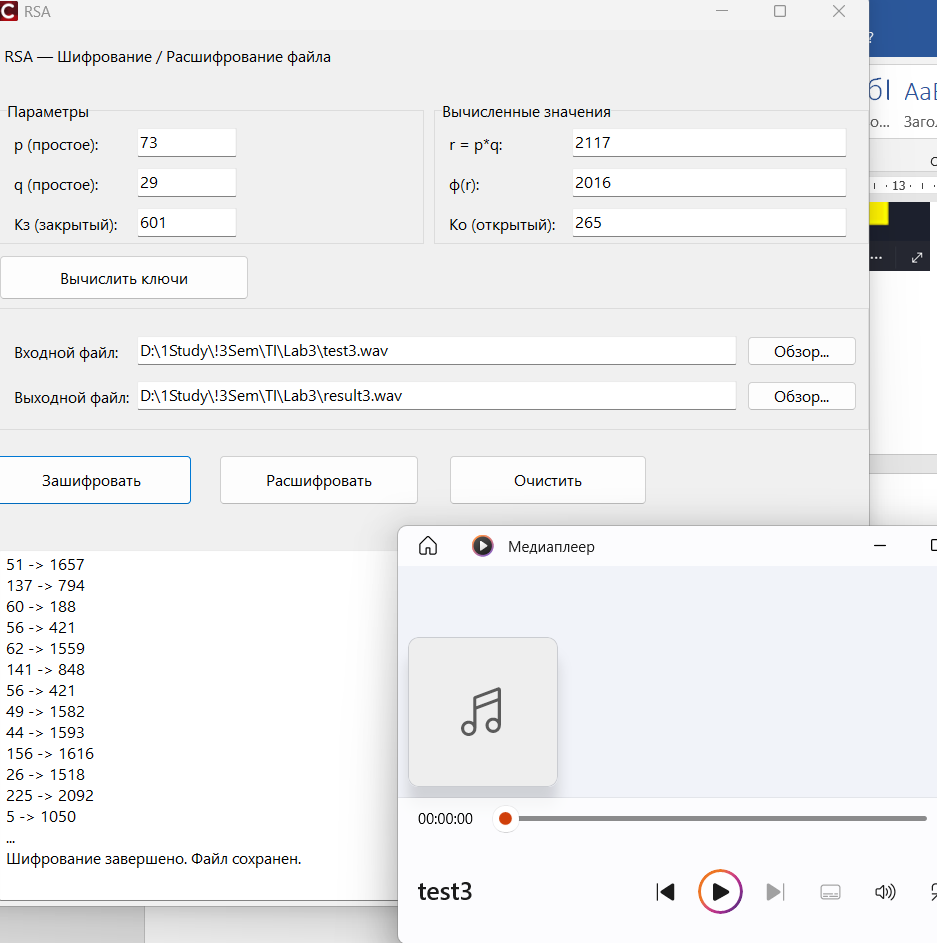 RSA
RSA — Шифрование / Расшифрование файла
Параметры
p (простое): 73
q (простое): 29
Кз (закрытый): 601
Вычисленные значения
r = p*q: 2117
ф(r): 2016
Ко (открытый): 265
Вычислить ключи
Входной файл: D:\1Study\!3Sem\TI\Lab3\test3.wav Обзор...
Выходной файл: D:\1Study\!3Sem\TI\Lab3\result3.wav Обзор...
Зашифровать Расшифровать Очистить
51 -> 1657
137 -> 794
60 -> 188
56 -> 421
62 -> 1559
141 -> 848
56 -> 421
49 -> 1582
44 -> 1593
156 -> 1616
26 -> 1518
225 -> 2092
5 -> 1050
...
Шифрование завершено. Файл сохранен.
?
АаБ
о... Заго
13
Медиаплеер
00:00:00
test3